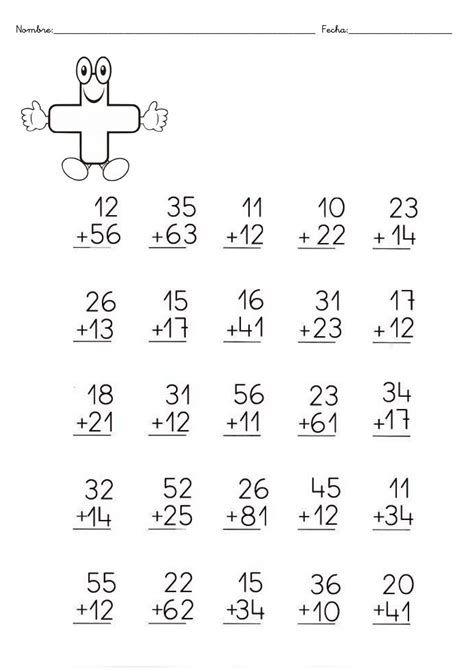 Nombre:____________________ Fecha:__________
12 35 11 10 23
+56 +63 +12 +22 +14
26 15 16 31 17
+13 +17 +41 +23 +12
18 31 56 23 34
+21 +12 +11 +61 +17
32 52 26 45 11
+14 +25 +81 +12 +34
55 22 15 36 20
+12 +62 +34 +10 +41